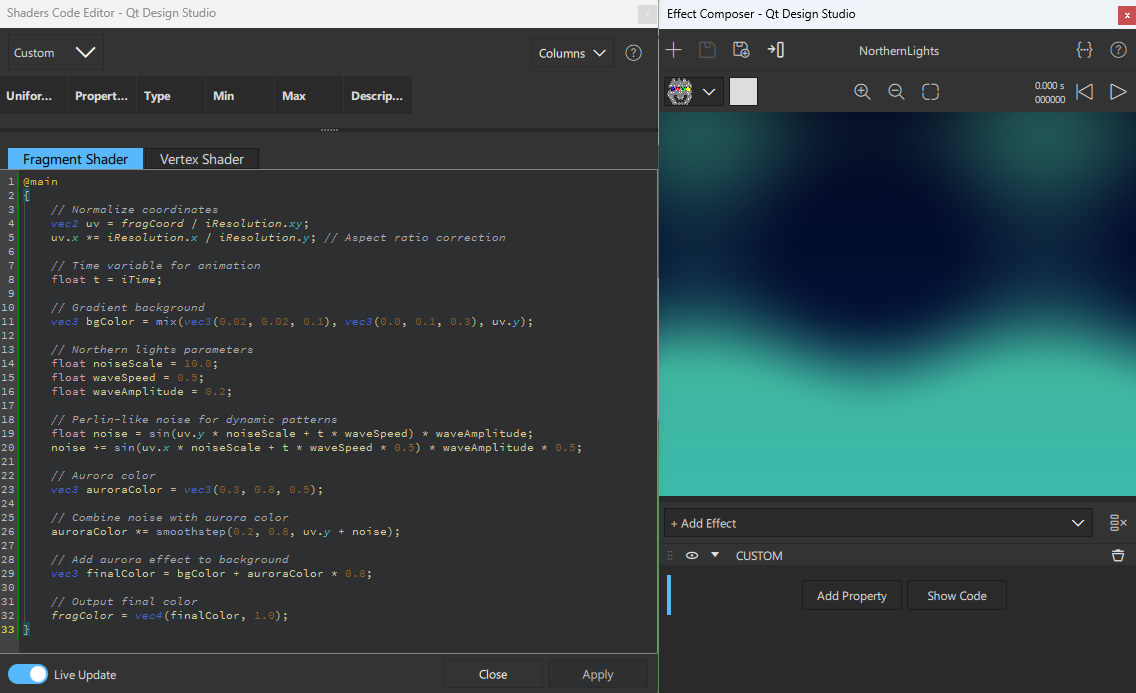 Shaders Code Editor - Qt Design Studio
x
Custom
Columns
?
Unifor... Propert... Type Min Max Descrip...
Fragment Shader Vertex Shader
1 @main
2 {
3 // Normalize coordinates
4 vec2 uv = fragCoord / iResolution.xy;
5 uv.x *= iResolution.x / iResolution.y; // Aspect ratio correction
6
7 // Time variable for animation
8 float t = iTime;
9
10 // Gradient background
11 vec3 bgColor = mix(vec3(0.02, 0.02, 0.1), vec3(0.0, 0.1, 0.3), uv.y);
12
13 // Northern lights parameters
14 float noiseScale = 10.0;
15 float waveSpeed = 0.5;
16 float waveAmplitude = 0.2;
17
18 // Perlin-like noise for dynamic patterns
19 float noise = sin(uv.y * noiseScale + t * waveSpeed) * waveAmplitude;
20 noise += sin(uv.x * noiseScale + t * waveSpeed * 0.5) * waveAmplitude * 0.5;
21
22 // Aurora color
23 vec3 auroraColor = vec3(0.3, 0.8, 0.5);
24
25 // Combine noise with aurora color
26 auroraColor *= smoothstep(0.2, 0.8, uv.y + noise);
27
28 // Add aurora effect to background
29 vec3 finalColor = bgColor + auroraColor * 0.8;
30
31 // Output final color
32 fragColor = vec4(finalColor, 1.0);
33 }
Live Update
Close
Apply
Effect Composer - Qt Design Studio
x
NorthernLights
{··}
?
0.000 s
000000
+ Add Effect
CUSTOM
Add Property
Show Code